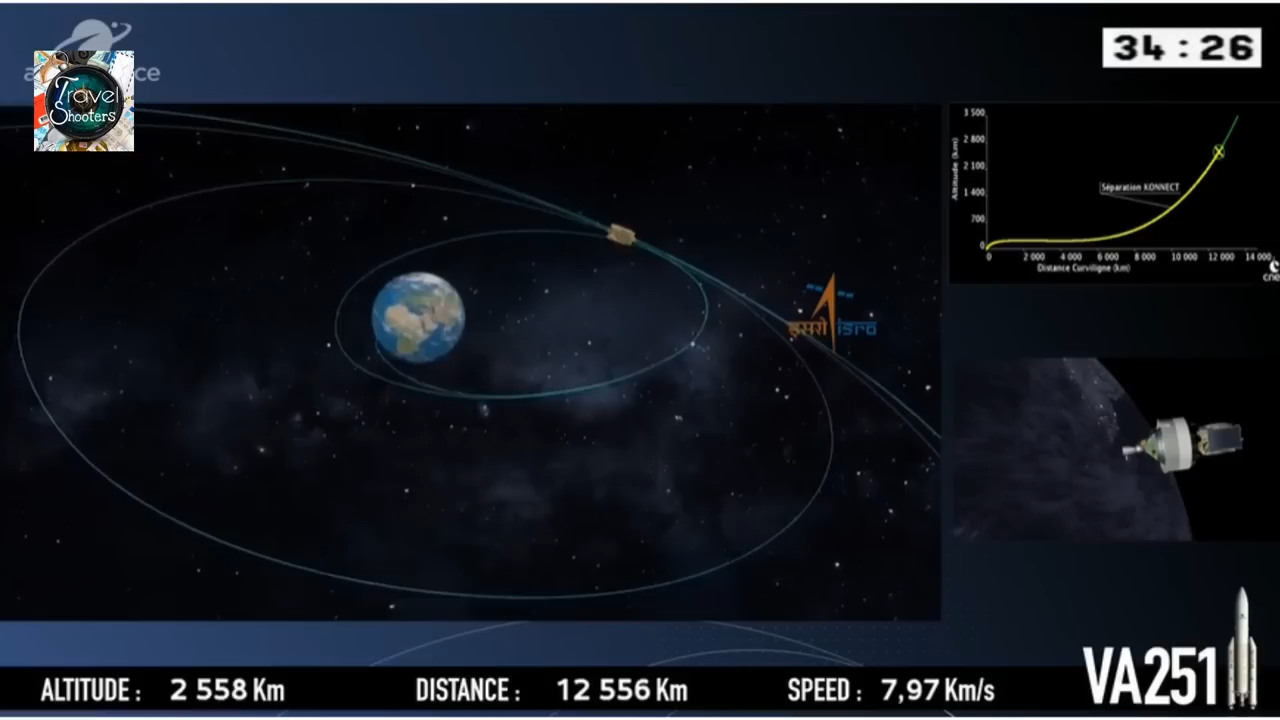 34:26
a
ce
Travel
Shooters
3 500
2 800
2 100
1 400
700
0
Altitude (km)
Séparation KONNECT
0 2 000 4 000 6 000 8 000 10 000 12 000 14 000
Distance Curviligne (km)
cne
इसरो isro
VA251
ALTITUDE : 2 558 Km DISTANCE : 12 556 Km SPEED : 7,97 Km/s